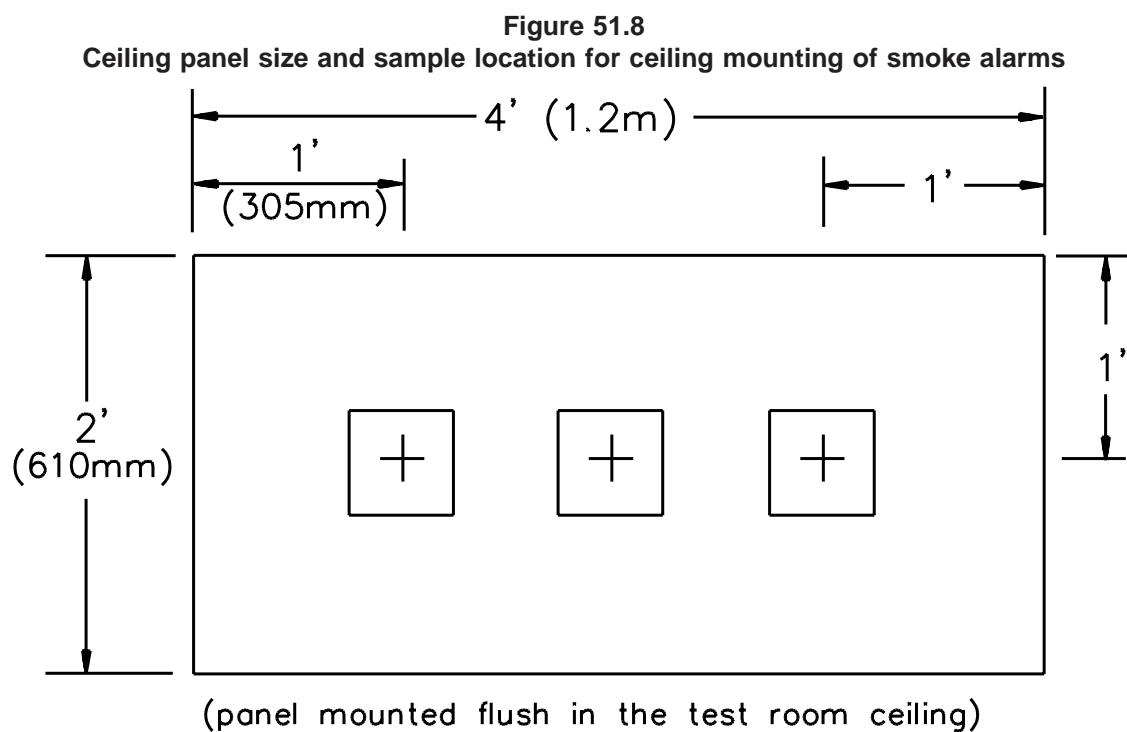 Figure 51.8
Ceiling panel size and sample location for ceiling mounting of smoke alarms
4' (1.2m)
1'
(305mm)
1'
2'
(610mm)
1'
(panel mounted flush in the test room ceiling)